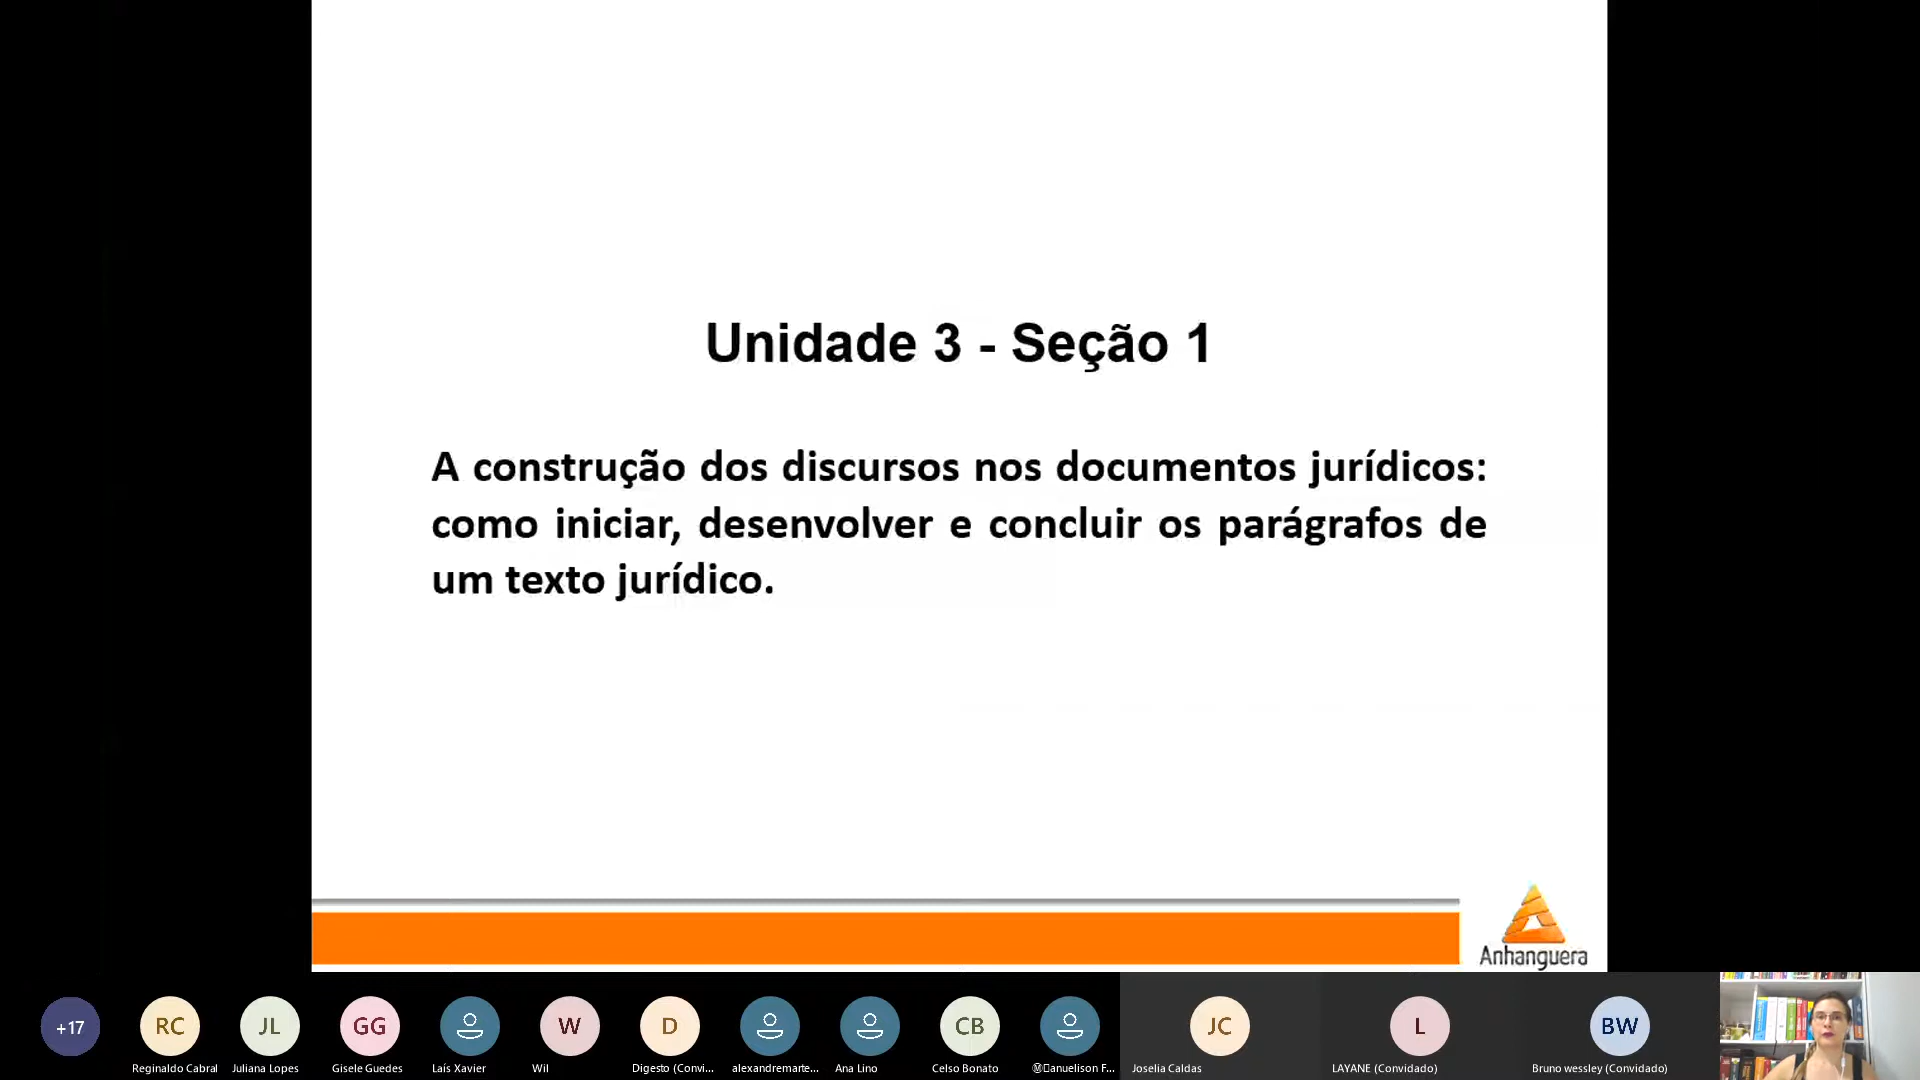 Unidade 3 - Seção 1
A construção dos discursos nos documentos jurídicos:
como iniciar, desenvolver e concluir os parágrafos de
um texto jurídico.
Anhanguera
+17 RC JL GG W D CB JC L BW
Reginaldo Cabral Juliana Lopes Gisele Guedes Laís Xavier Wil Digesto (Convi... alexandremarte... Ana Lino Celso Bonato Ⓜ️anuelison F... Joselia Caldas LAYANE (Convidado) Bruno wessley (Convidado)